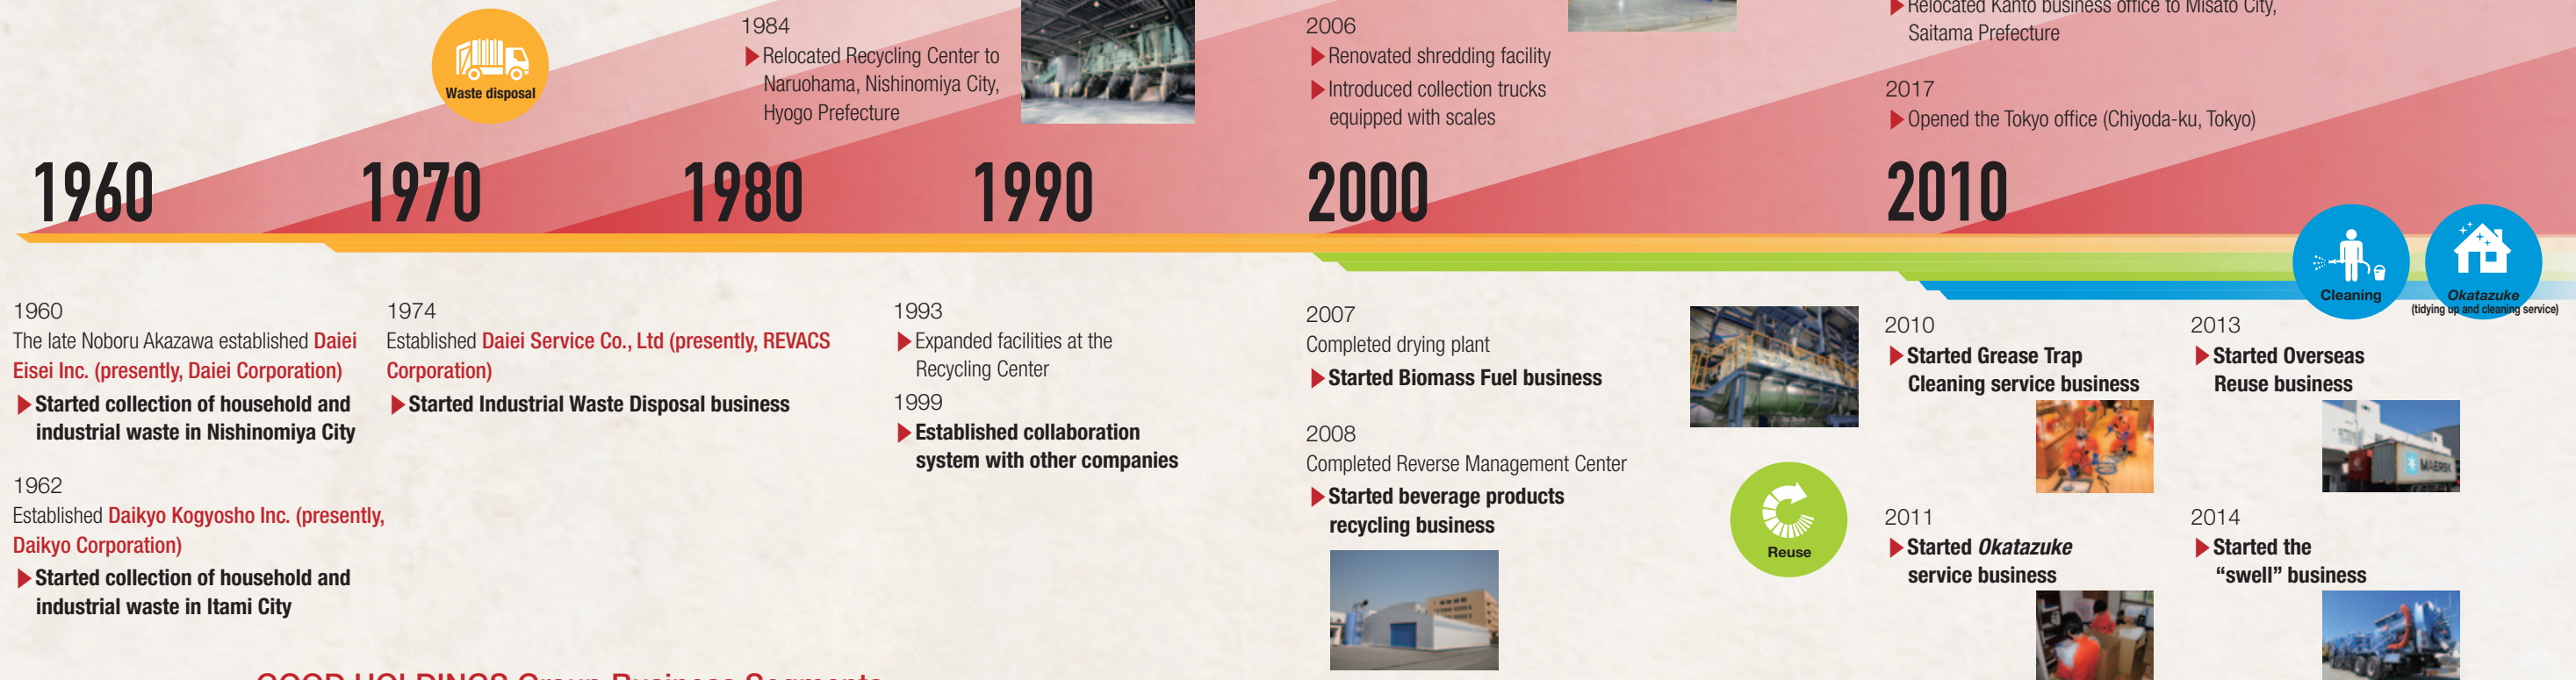 Waste disposal
1984
Relocated Recycling Center to
Naruohama, Nishinomiya City,
Hyogo Prefecture
2006
Renovated shredding facility
Introduced collection trucks
equipped with scales
Relocated Kanto business office to Misato City,
Saitama Prefecture
2017
Opened the Tokyo office (Chiyoda-ku, Tokyo)
1960
1970
1980
1990
2000
2010
Cleaning
Okatazuke
(tidying up and cleaning service)
1960
The late Noboru Akazawa established Daiei
Eisei Inc. (presently, Daiei Corporation)
Started collection of household and
industrial waste in Nishinomiya City
1962
Established Daikyo Kogyosho Inc. (presently,
Daikyo Corporation)
Started collection of household and
industrial waste in Itami City
1974
Established Daiei Service Co., Ltd (presently, REVACS
Corporation)
Started Industrial Waste Disposal business
1993
Expanded facilities at the
Recycling Center
1999
Established collaboration
system with other companies
2007
Completed drying plant
Started Biomass Fuel business
2008
Completed Reverse Management Center
Started beverage products
recycling business
Reuse
2010
Started Grease Trap
Cleaning service business
2011
Started Okatazuke
service business
2013
Started Overseas
Reuse business
MAERSK
2014
Started the
“swell” business
GOOD HOLDINGS Group Business Segments